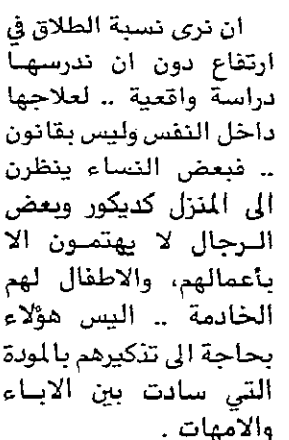 ان نرى نسبة الطلاق في
ارتفاع دون ان ندرسها
دراسة واقعية .. لعلاجها
داخل النفس وليس بقانون
.. فبعض النساء ينظرن
الى المنزل كديكور وبعض
الرجال لا يهتمون الا
بأعمالهم، والاطفال لهم
الخادمة .. اليس هؤلاء
بحاجة الى تذكيرهم بالمودة
التي سادت بين الاباء
والامهات .